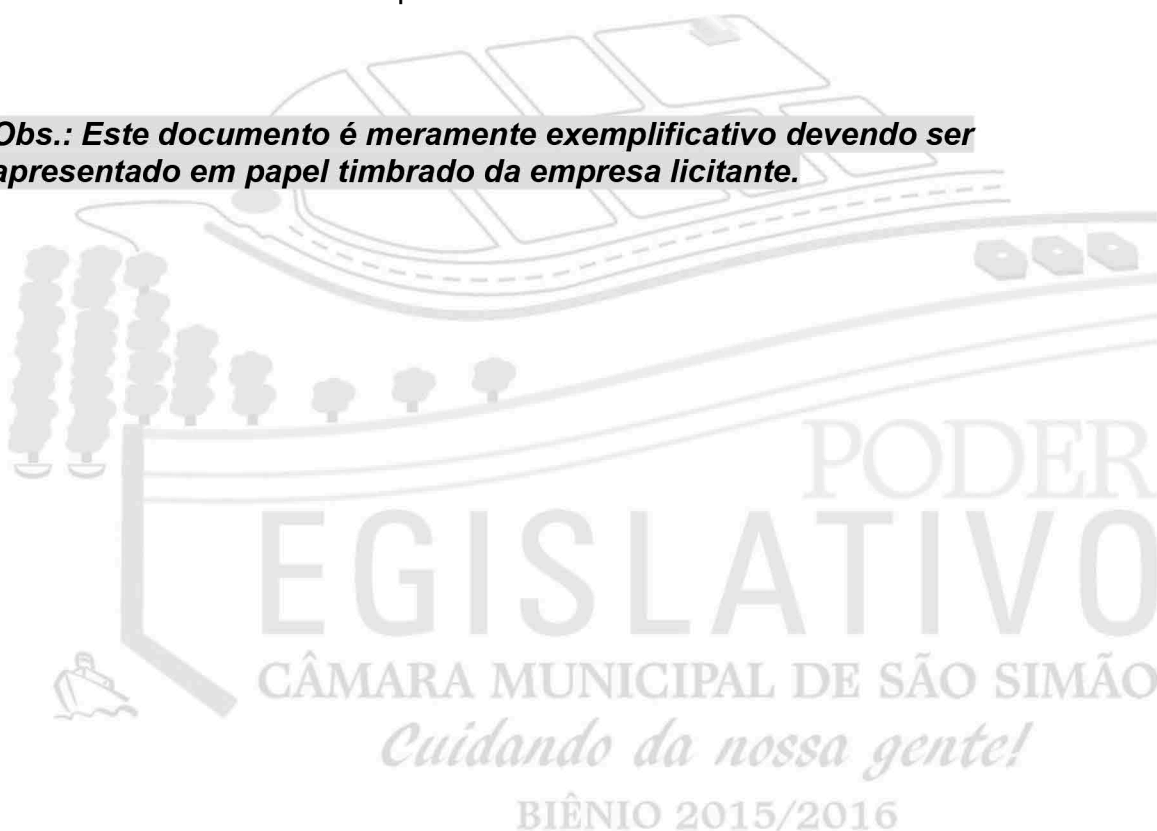 Obs.: Este documento é meramente exemplificativo devendo ser
apresentado em papel timbrado da empresa licitante.
PODER
EGISLATIVO
CÂMARA MUNICIPAL DE SÃO SIMÃO
Cuidando da nossa gente!
BIÊNIO 2015/2016